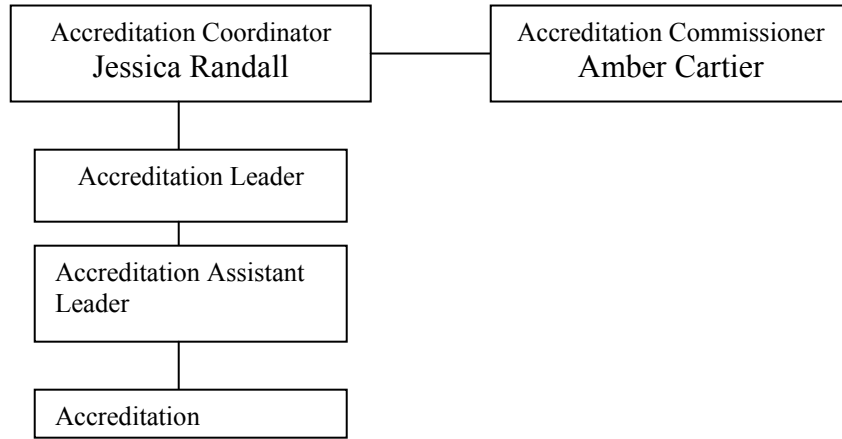 Accreditation Coordinator
Jessica Randall
Accreditation Commissioner
Amber Cartier
Accreditation Leader
Accreditation Assistant
Leader
Accreditation